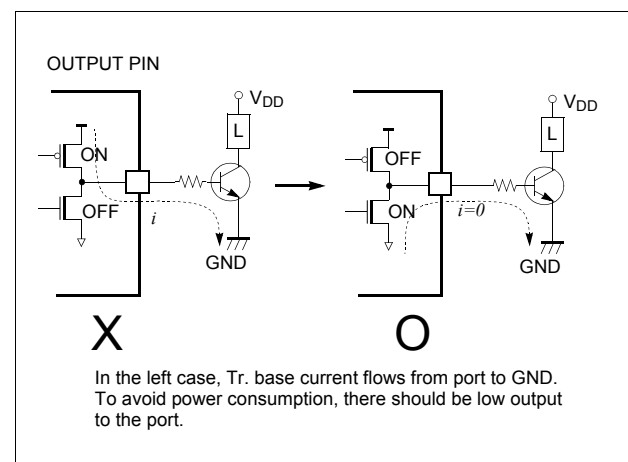 OUTPUT PIN
VDD
L
ON
OFF
i
GND
X
VDD
L
OFF
ON
i=0
GND
O
In the left case, Tr. base current flows from port to GND.
To avoid power consumption, there should be low output
to the port.